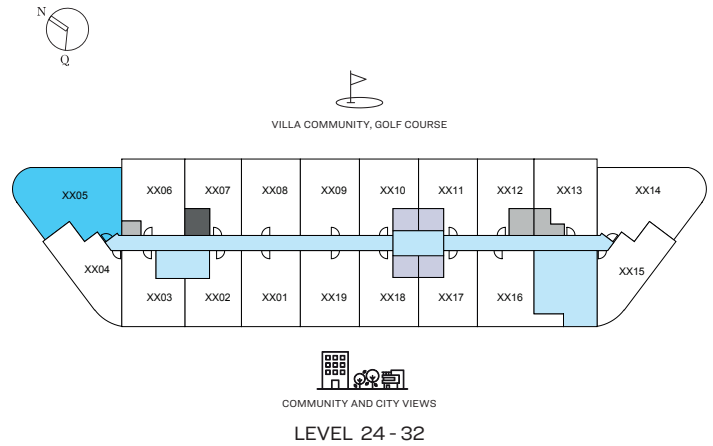 N
Q
VILLA COMMUNITY, GOLF COURSE
XX05
XX06
XX07
XX08
XX09
XX10
XX11
XX12
XX13
XX14
XX04
XX03
XX02
XX01
XX19
XX18
XX17
XX16
XX15
COMMUNITY AND CITY VIEWS
LEVEL 24 - 32